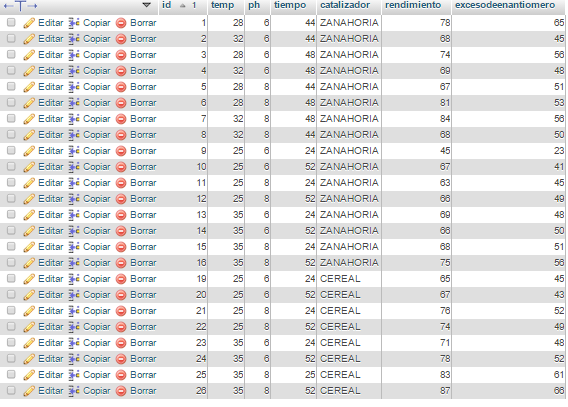 id 1 temp ph tiempo catalizador rendimiento excesodeenantiomero
Editar Copiar Borrar 1 28 6 44 ZANAHORIA 78 65
Editar Copiar Borrar 2 32 6 44 ZANAHORIA 68 45
Editar Copiar Borrar 3 28 6 48 ZANAHORIA 74 56
Editar Copiar Borrar 4 32 6 48 ZANAHORIA 69 48
Editar Copiar Borrar 5 28 8 44 ZANAHORIA 67 51
Editar Copiar Borrar 6 28 8 48 ZANAHORIA 81 53
Editar Copiar Borrar 7 32 8 48 ZANAHORIA 84 56
Editar Copiar Borrar 8 32 8 44 ZANAHORIA 68 50
Editar Copiar Borrar 9 25 6 24 ZANAHORIA 45 23
Editar Copiar Borrar 10 25 6 52 ZANAHORIA 67 41
Editar Copiar Borrar 11 25 8 24 ZANAHORIA 63 45
Editar Copiar Borrar 12 25 8 52 ZANAHORIA 66 49
Editar Copiar Borrar 13 35 6 24 ZANAHORIA 69 48
Editar Copiar Borrar 14 35 6 52 ZANAHORIA 66 50
Editar Copiar Borrar 15 35 8 24 ZANAHORIA 68 51
Editar Copiar Borrar 16 35 8 52 ZANAHORIA 75 56
Editar Copiar Borrar 19 25 6 24 CEREAL 65 45
Editar Copiar Borrar 20 25 6 52 CEREAL 67 43
Editar Copiar Borrar 21 25 8 24 CEREAL 76 52
Editar Copiar Borrar 22 25 8 52 CEREAL 74 49
Editar Copiar Borrar 23 35 6 24 CEREAL 71 48
Editar Copiar Borrar 24 35 6 52 CEREAL 78 52
Editar Copiar Borrar 25 35 8 25 CEREAL 83 61
Editar Copiar Borrar 26 35 8 52 CEREAL 87 66